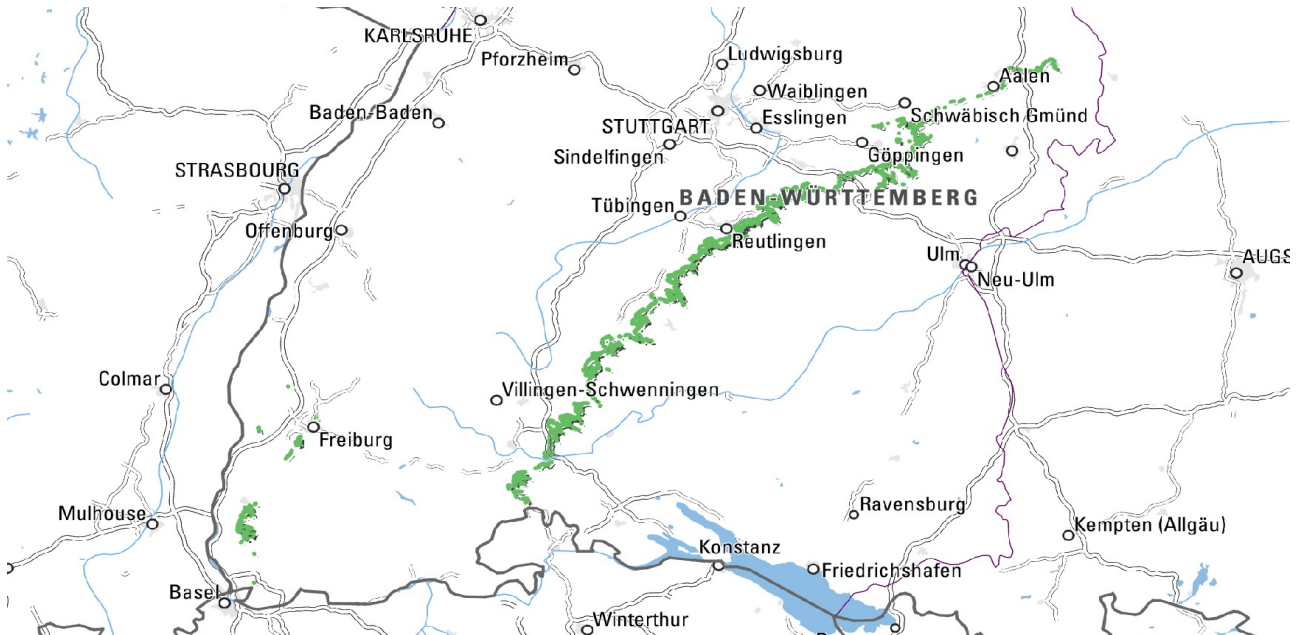 KARLSRUHE
Pforzheim
Ludwigsburg
Aalen
Waiblingen
Baden-Baden
STUTTGART
Esslingen
Schwäbisch Gmünd
Sindelfingen
Göppingen
STRASBOURG
BADEN-WÜRTTEMBERG
Tübingen
Offenburg
Reutlingen
Ulm
AUGS
Neu-Ulm
Colmar
Villingen-Schwenningen
Freiburg
Ravensburg
Mulhouse
Kempten (Allgäu)
Konstanz
Friedrichshafen
Basel
Winterthur